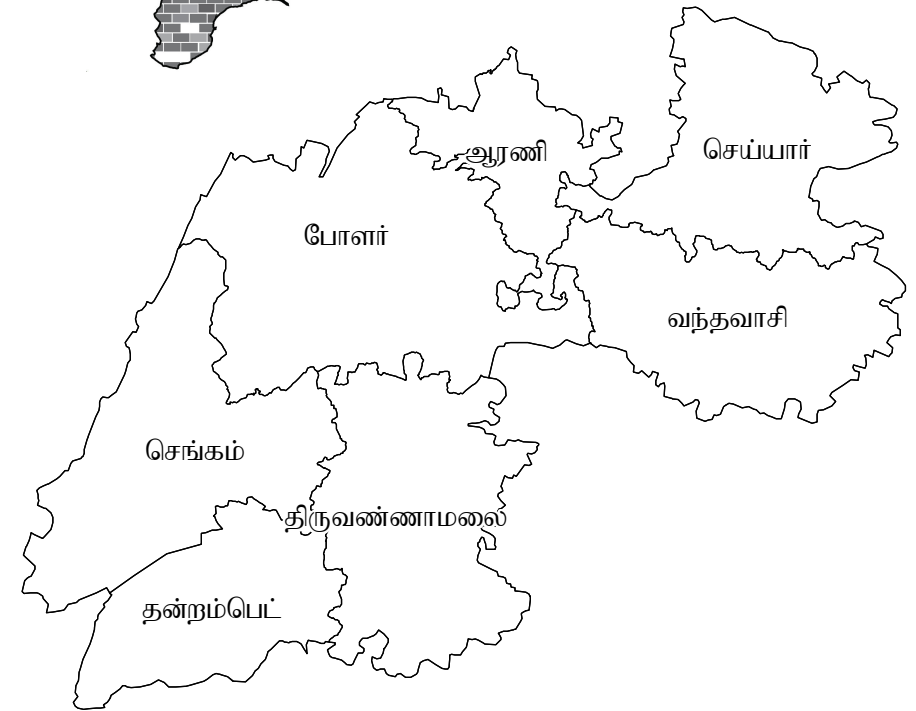 ஆரணி
செய்யார்
போளர்
வந்தவாசி
செங்கம்
திருவண்ணாமலை
தன்றம்பெட்